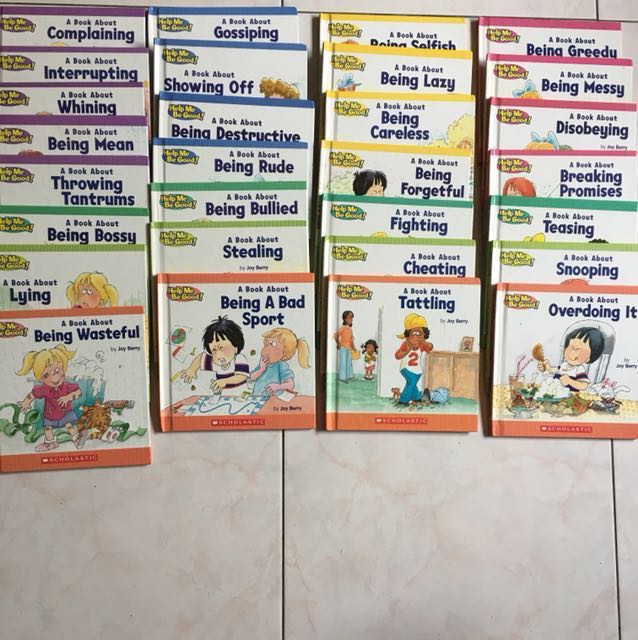 Help Me
Be Good!
A Book About
Complaining
Help Me
Be Good!
A Book About
Interrupting
Help Me
Be Good!
A Book About
Whining
Help Me
Be Good!
A Book About
Being Mean
Help Me
Be Good!
A Book About
Throwing
Tantrums
Help Me
Be Good!
A Book About
Being Bossy
Help Me
Be Good!
A Book About
Lying
Help Me
Be Good!
A Book About
Being Wasteful
by Joy Berry
SCHOLASTIC
Help Me
Be Good!
A Book About
Gossiping
Help Me
Be Good!
A Book About
Showing Off
Help Me
Be Good!
A Book About
Being Destructive
Help Me
Be Good!
A Book About
Being Rude
Help Me
Be Good!
A Book About
Being Bullied
Help Me
Be Good!
A Book About
Stealing
by Joy Berry
Help Me
Be Good!
A Book About
Being A Bad
Sport
by Joy Berry
SCHOLASTIC
Help Me
Be Good!
A Book About
Being Selfish
Help Me
Be Good!
A Book About
Being Lazy
Help Me
Be Good!
A Book About
Being
Careless
Help Me
Be Good!
A Book About
Being
Forgetful
Help Me
Be Good!
A Book About
Fighting
Help Me
Be Good!
A Book About
Cheating
Help Me
Be Good!
A Book About
Tattling
by Joy Berry
2
SCHOLASTIC
Help Me
Be Good!
A Book About
Being Greedy
Help Me
Be Good!
A Book About
Being Messy
Help Me
Be Good!
A Book About
Disobeying
by Joy Berry
Help Me
Be Good!
A Book About
Breaking
Promises
Help Me
Be Good!
A Book About
Teasing
Help Me
Be Good!
A Book About
Snooping
Help Me
Be Good!
A Book About
Overdoing It
by Joy Berry
SCHOLASTIC